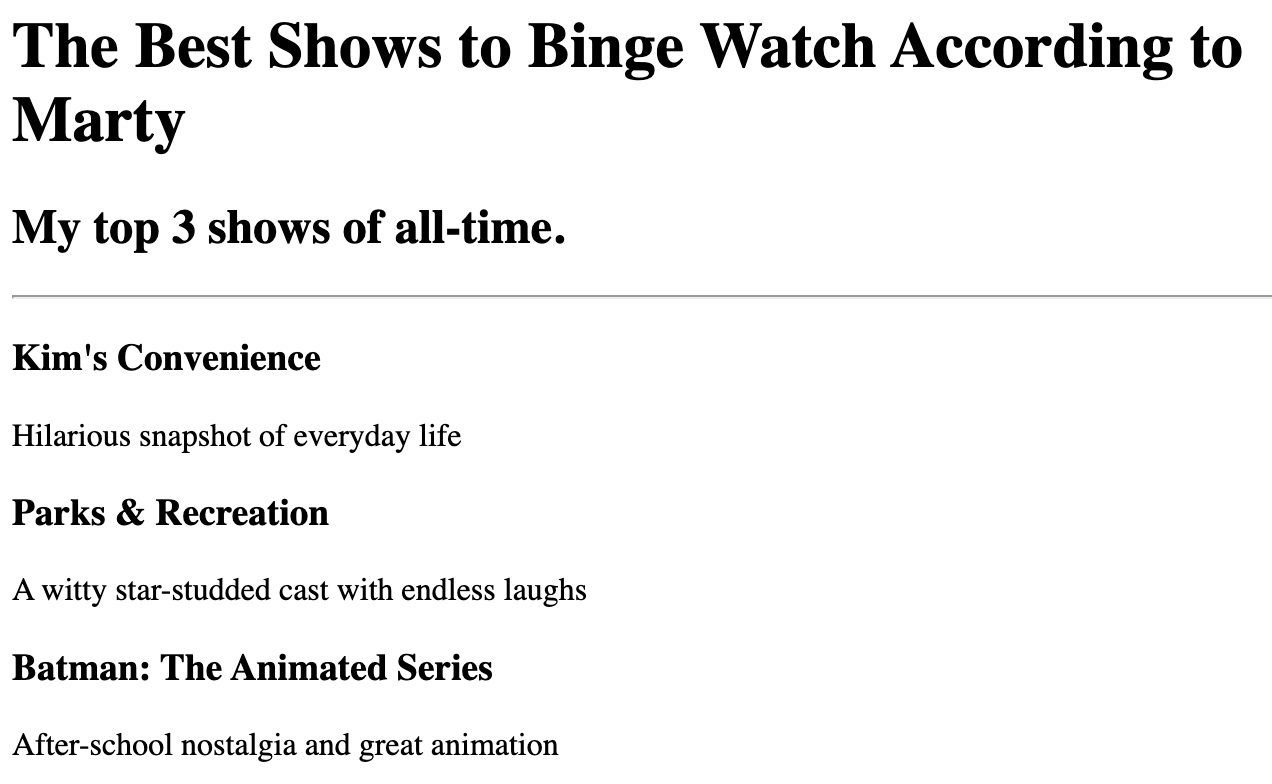 The Best Shows to Binge Watch According to
Marty
My top 3 shows of all-time.
Kim's Convenience
Hilarious snapshot of everyday life
Parks & Recreation
A witty star-studded cast with endless laughs
Batman: The Animated Series
After-school nostalgia and great animation